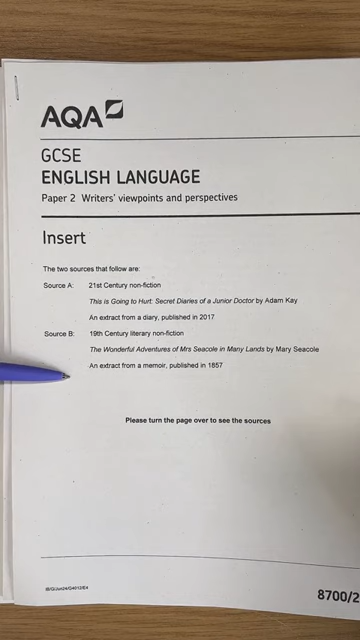 AQA
GCSE
ENGLISH LANGUAGE
Paper 2 Writers' viewpoints and perspectives
Insert
The two sources that follow are:
Source A: 21st Century non-fiction
This is Going to Hurt: Secret Diaries of a Junior Doctor by Adam Kay
An extract from a diary, published in 2017
Source B: 19th Century literary non-fiction
The Wonderful Adventures of Mrs Seacole in Many Lands by Mary Seacole
An extract from a memoir, published in 1857
Please turn the page over to see the sources
IB/G/Jun24/G4012/E4
8700/2